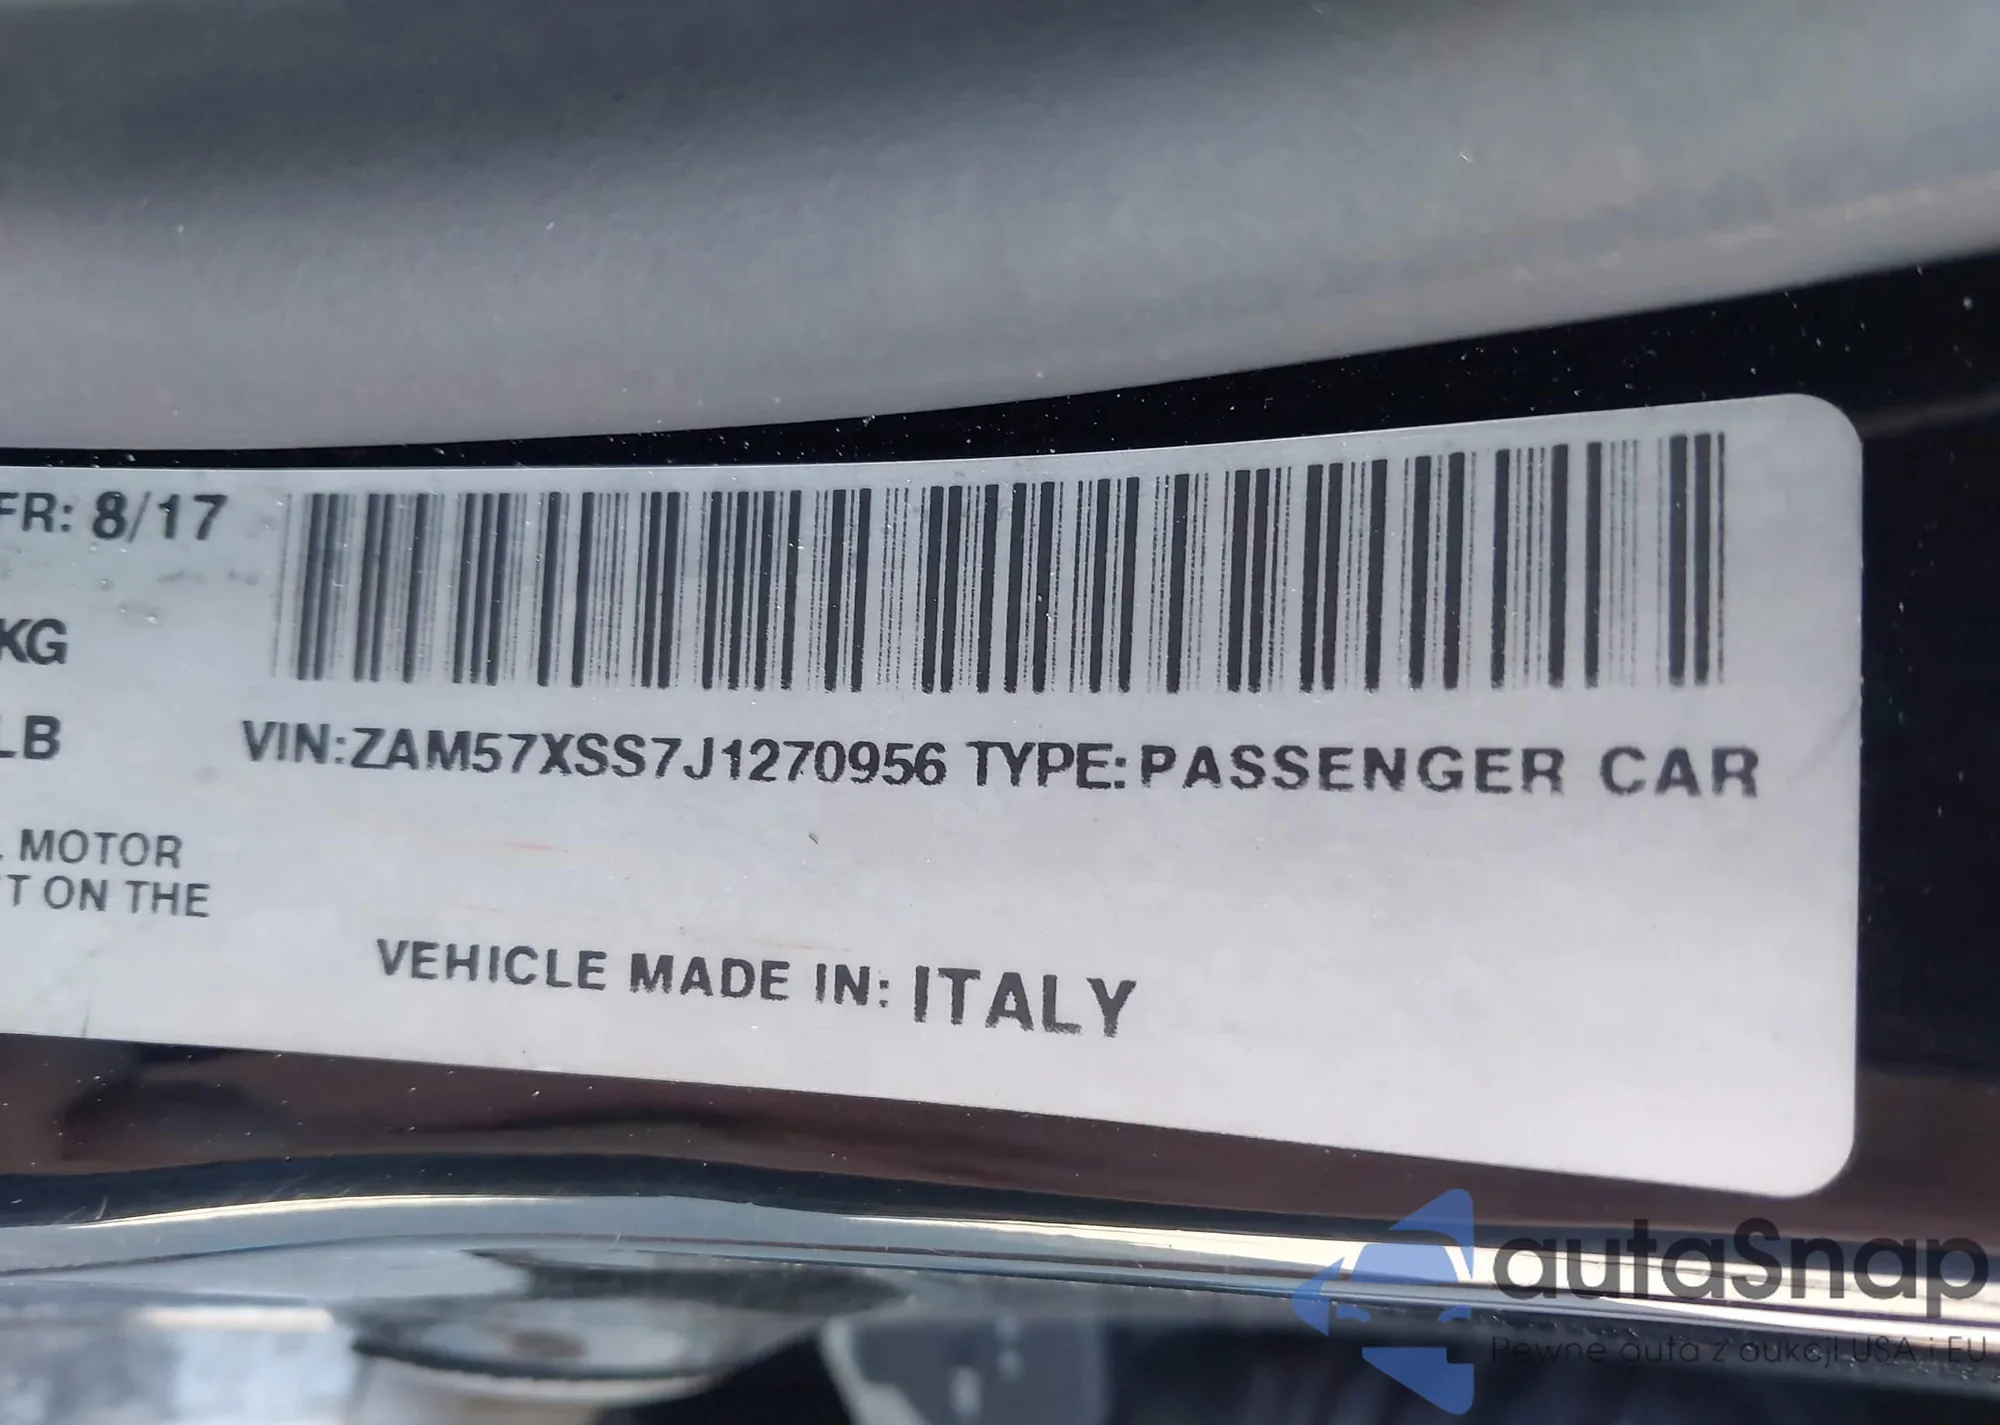 FR: 8/17
KG
LB
VIN:ZAM57XSS7J1270956 TYPE:PASSENGER CAR
MOTOR
T ON THE
VEHICLE MADE IN: ITALY
autaSnap
Pewne auta z aukcji USA i EU